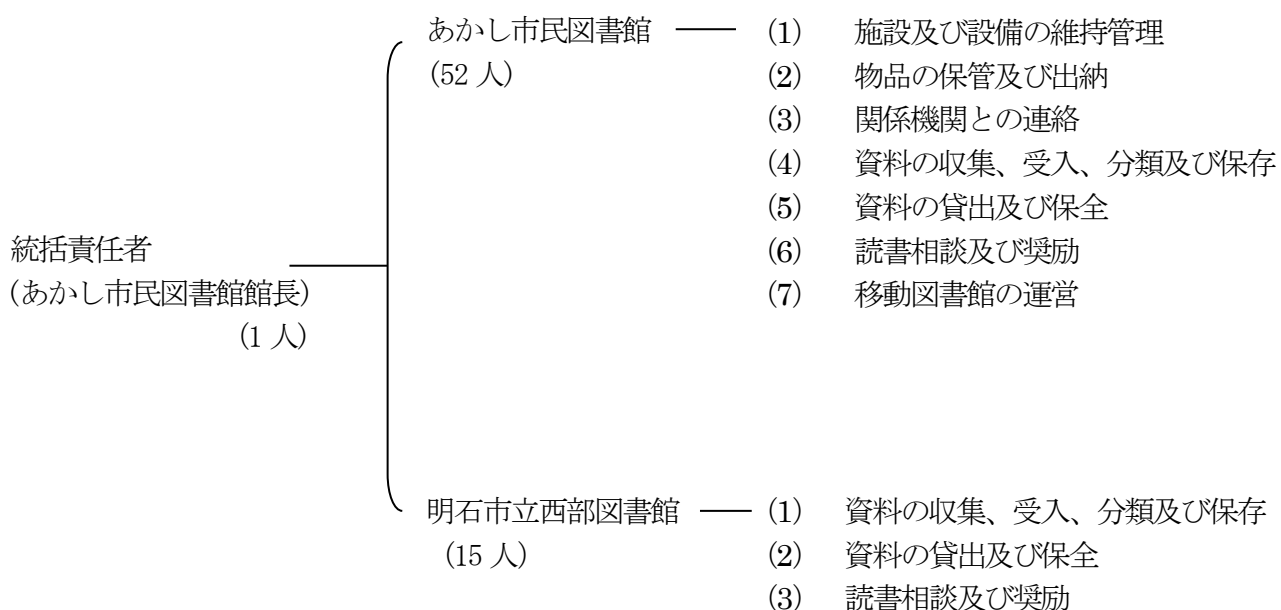 統括責任者
(あかし市民図書館館長)
(1 人)
あかし市民図書館
(52 人)
(1) 施設及び設備の維持管理
(2) 物品の保管及び出納
(3) 関係機関との連絡
(4) 資料の収集、受入、分類及び保存
(5) 資料の貸出及び保全
(6) 読書相談及び奨励
(7) 移動図書館の運営
明石市立西部図書館
(15 人)
(1) 資料の収集、受入、分類及び保存
(2) 資料の貸出及び保全
(3) 読書相談及び奨励